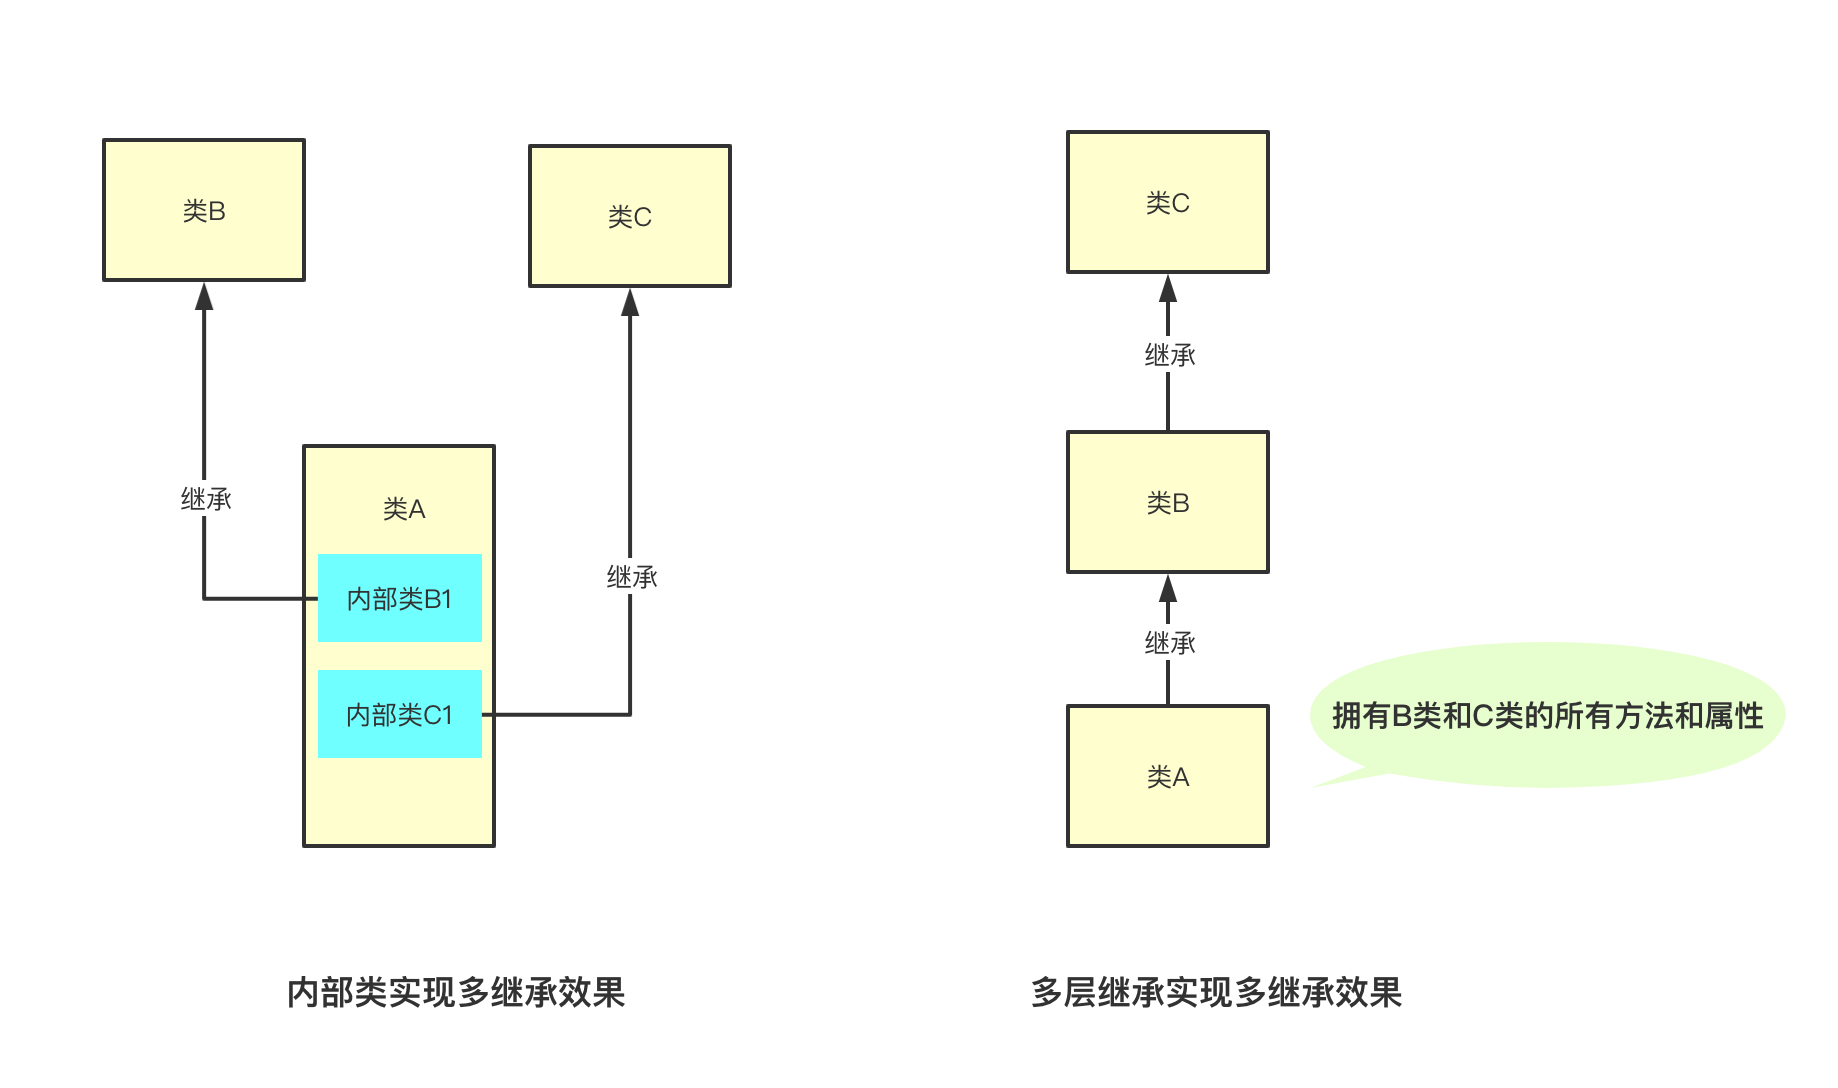 类B
类C
继承
类A
内部类B1
继承
内部类C1
内部类实现多继承效果
类C
继承
类B
继承
拥有B类和C类的所有方法和属性
类A
多层继承实现多继承效果